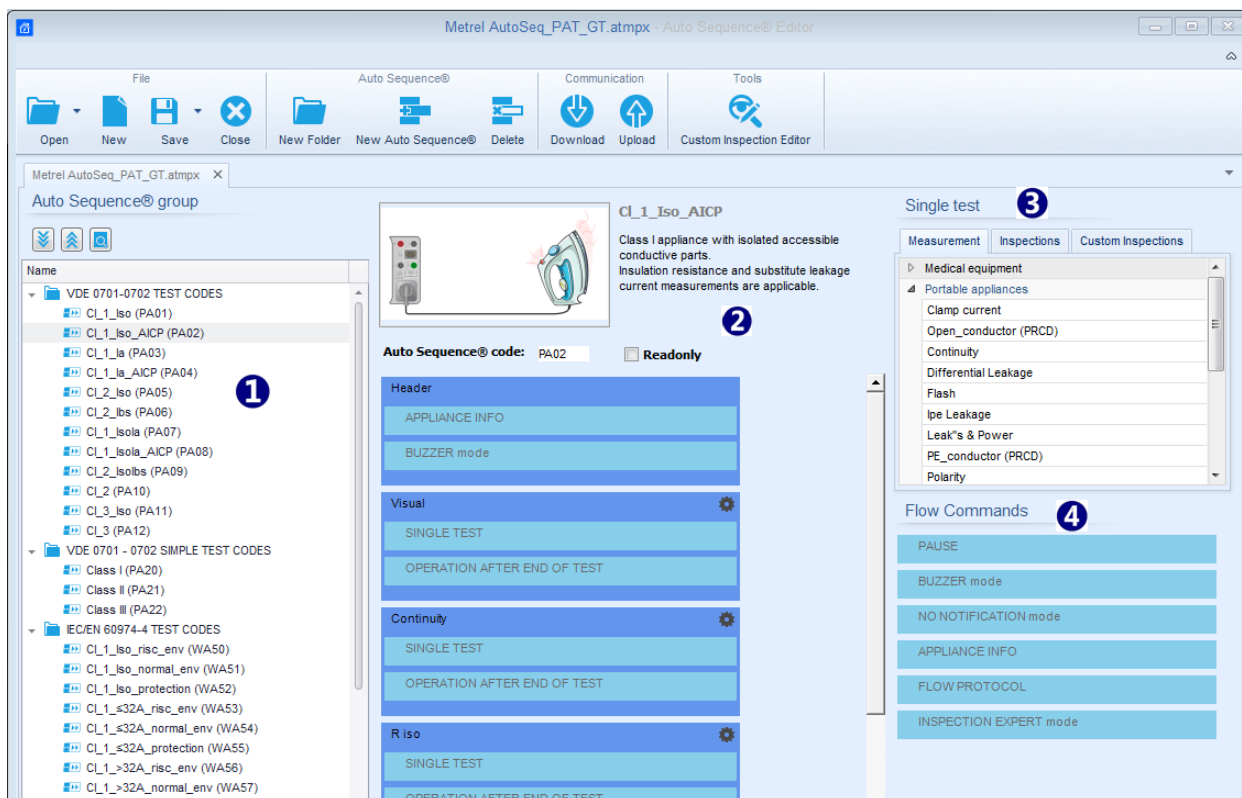 Metrel AutoSeq_PAT_GT.atmpx - Auto Sequence® Editor
File
Auto Sequence®
Communication
Tools
Open
New
Save
Close
New Folder
New Auto Sequence®
Delete
Download
Upload
Custom Inspection Editor
Metrel AutoSeq_PAT_GT.atmpx
Auto Sequence® group
Name
VDE 0701-0702 TEST CODES
Cl_1_Iso (PA01)
Cl_1_Iso_AICP (PA02)
Cl_1_Ia (PA03)
Cl_1_Ia_AICP (PA04)
Cl_2_Iso (PA05)
Cl_2_Ibs (PA06)
Cl_1_IsoIa (PA07)
Cl_1_IsoIa_AICP (PA08)
Cl_2_IsoIbs (PA09)
Cl_2 (PA10)
Cl_3_Iso (PA11)
Cl_3 (PA12)
VDE 0701 - 0702 SIMPLE TEST CODES
Class I (PA20)
Class II (PA21)
Class III (PA22)
IEC/EN 60974-4 TEST CODES
Cl_1_Iso_risc_env (WA50)
Cl_1_Iso_normal_env (WA51)
Cl_1_Iso_protection (WA52)
Cl_1_≤32A_risc_env (WA53)
Cl_1_≤32A_normal_env (WA54)
Cl_1_≤32A_protection (WA55)
Cl_1_>32A_risc_env (WA56)
Cl_1_>32A_normal_env (WA57)
1
Cl_1_Iso_AICP
Class I appliance with isolated accessible
conductive parts.
Insulation resistance and substitute leakage
current measurements are applicable.
2
Auto Sequence® code: PA02
Readonly
Header
APPLIANCE INFO
BUZZER mode
Visual
SINGLE TEST
OPERATION AFTER END OF TEST
Continuity
SINGLE TEST
OPERATION AFTER END OF TEST
R iso
SINGLE TEST
OPERATION AFTER END OF TEST
Single test
3
Measurement
Inspections
Custom Inspections
Medical equipment
Portable appliances
Clamp current
Open_conductor (PRCD)
Continuity
Differential Leakage
Flash
Ipe Leakage
Leak"s & Power
PE_conductor (PRCD)
Polarity
Flow Commands
4
PAUSE
BUZZER mode
NO NOTIFICATION mode
APPLIANCE INFO
FLOW PROTOCOL
INSPECTION EXPERT mode